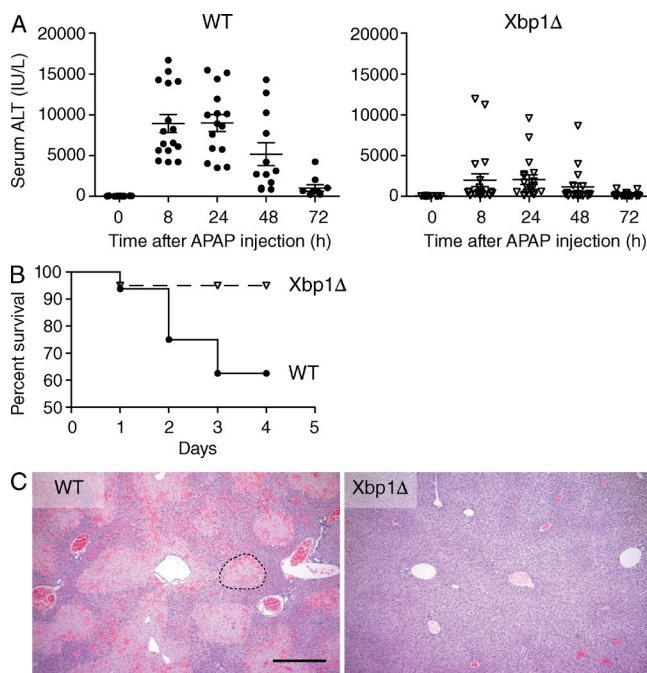 A
WT
Xbp1Δ
Serum ALT (IU/L)
20000
15000
10000
5000
0
0 8 24 48 72
Time after APAP injection (h)
20000
15000
10000
5000
0
0 8 24 48 72
Time after APAP injection (h)
B
Percent survival
100
90
80
70
60
50
0 1 2 3 4 5
Days
Xbp1Δ
WT
C
WT
Xbp1Δ